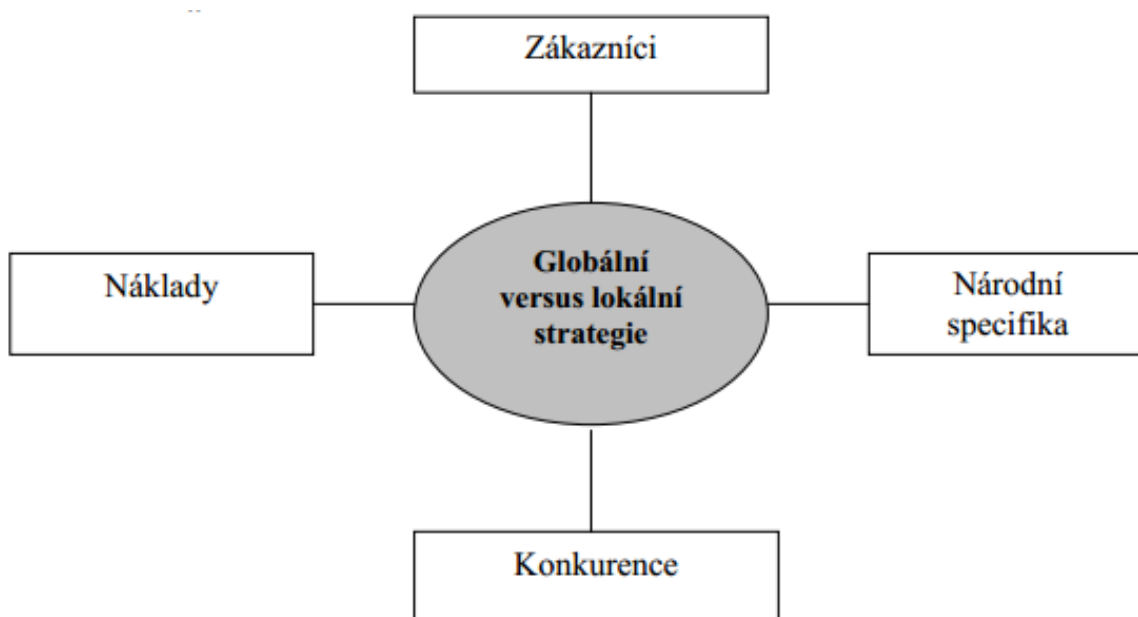 Zákazníci
Náklady
Globální
versus lokální
strategie
Národní
specifika
Konkurence